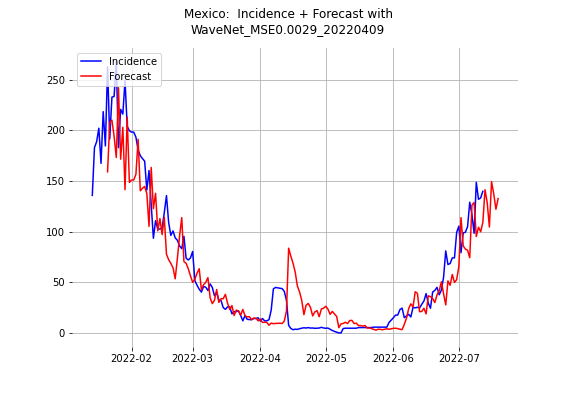 Mexico:  Incidence + Forecast with
WaveNet_MSE0.0029_20220409
Incidence
Forecast
250
200
150
100
50
0
2022-02 2022-03 2022-04 2022-05 2022-06 2022-07